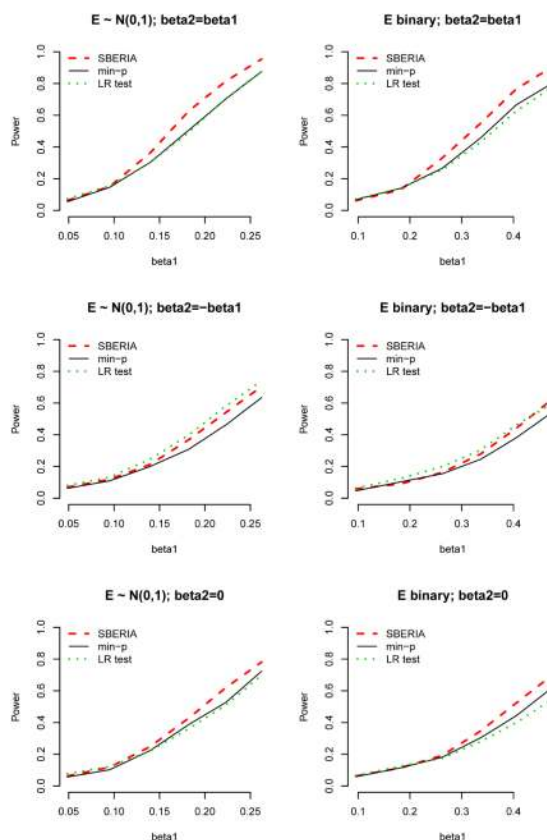 E ~ N(0,1); beta2=beta1
SBERIA
min−p
LR test
Power
0.0 0.2 0.4 0.6 0.8 1.0
0.05 0.10 0.15 0.20 0.25
beta1
E binary; beta2=beta1
SBERIA
min−p
LR test
Power
0.0 0.2 0.4 0.6 0.8 1.0
0.1 0.2 0.3 0.4
beta1
E ~ N(0,1); beta2=−beta1
SBERIA
min−p
LR test
Power
0.0 0.2 0.4 0.6 0.8 1.0
0.05 0.10 0.15 0.20 0.25
beta1
E binary; beta2=−beta1
SBERIA
min−p
LR test
Power
0.0 0.2 0.4 0.6 0.8 1.0
0.1 0.2 0.3 0.4
beta1
E ~ N(0,1); beta2=0
SBERIA
min−p
LR test
Power
0.0 0.2 0.4 0.6 0.8 1.0
0.05 0.10 0.15 0.20 0.25
beta1
E binary; beta2=0
SBERIA
min−p
LR test
Power
0.0 0.2 0.4 0.6 0.8 1.0
0.1 0.2 0.3 0.4
beta1